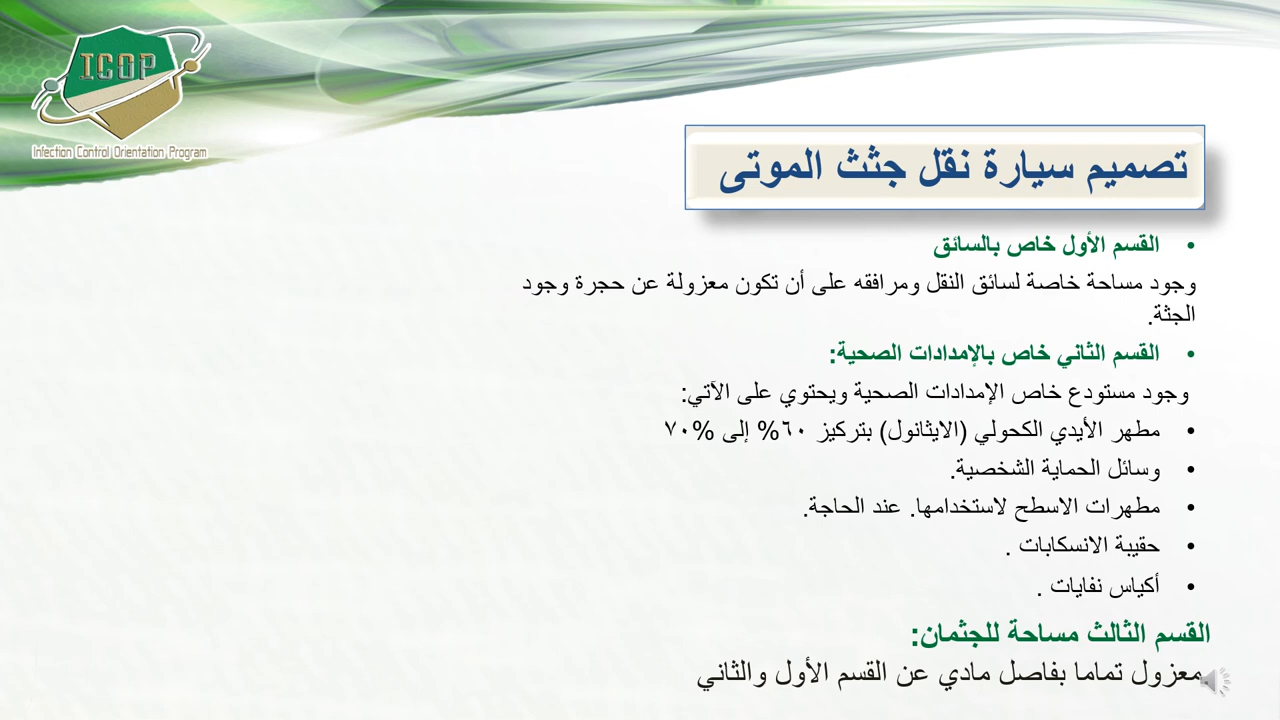 ICOP
Infection Control Orientation Program
تصميم سيارة نقل جثث الموتى
• القسم الأول خاص بالسائق
وجود مساحة خاصة لسائق النقل ومرافقه على أن تكون معزولة عن حجرة وجود
الجثة.
• القسم الثاني خاص بالإمدادات الصحية:
وجود مستودع خاص الإمدادات الصحية ويحتوي على الآتي:
• مطهر الأيدي الكحولي (الايثانول) بتركيز ٦٠% إلى %٧٠
• وسائل الحماية الشخصية.
• مطهرات الاسطح لاستخدامها. عند الحاجة.
• حقيبة الانسكابات .
• أكياس نفايات .
القسم الثالث مساحة للجثمان:
معزول تماما بفاصل مادي عن القسم الأول والثاني